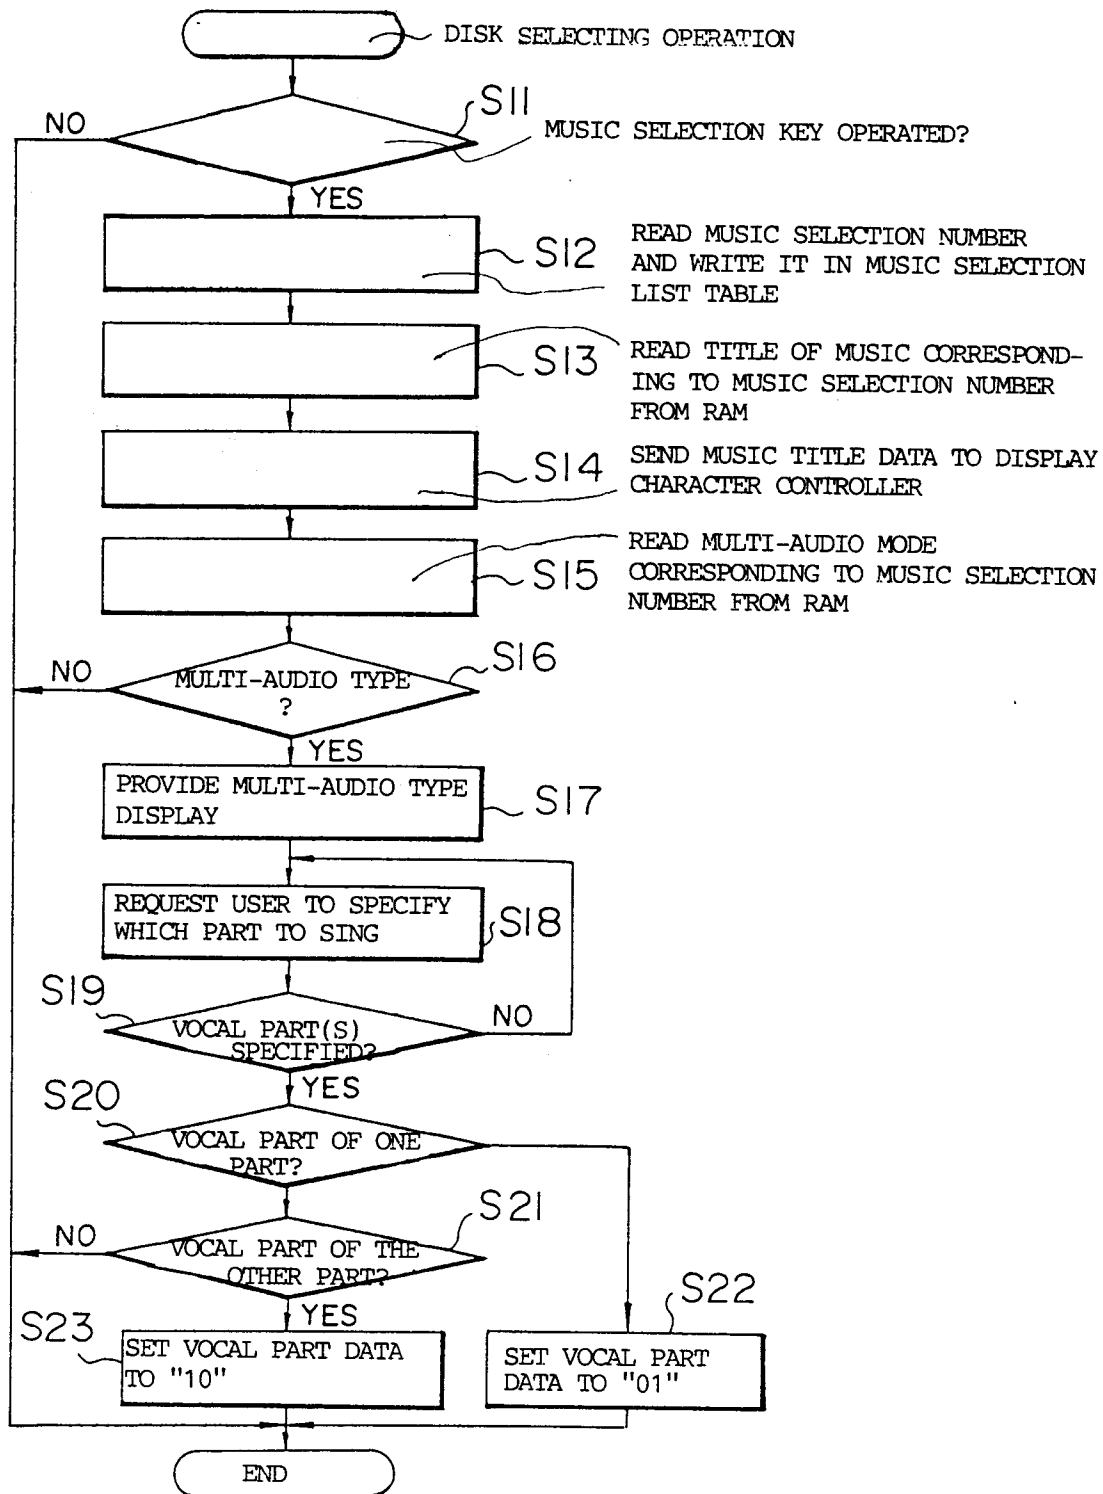 DISK SELECTING OPERATION
S11
NO
MUSIC SELECTION KEY OPERATED?
YES
S12
READ MUSIC SELECTION NUMBER
AND WRITE IT IN MUSIC SELECTION
LIST TABLE
S13
READ TITLE OF MUSIC CORRESPOND-
ING TO MUSIC SELECTION NUMBER
FROM RAM
S14
SEND MUSIC TITLE DATA TO DISPLAY
CHARACTER CONTROLLER
S15
READ MULTI-AUDIO MODE
CORRESPONDING TO MUSIC SELECTION
NUMBER FROM RAM
S16
NO
MULTI-AUDIO TYPE
?
YES
PROVIDE MULTI-AUDIO TYPE
DISPLAY
S17
REQUEST USER TO SPECIFY
WHICH PART TO SING
S18
S19
NO
VOCAL PART(S)
SPECIFIED?
YES
S20
VOCAL PART OF ONE
PART?
S21
NO
VOCAL PART OF THE
OTHER PART?
YES
S23
SET VOCAL PART DATA
TO "10"
S22
SET VOCAL PART
DATA TO "01"
END